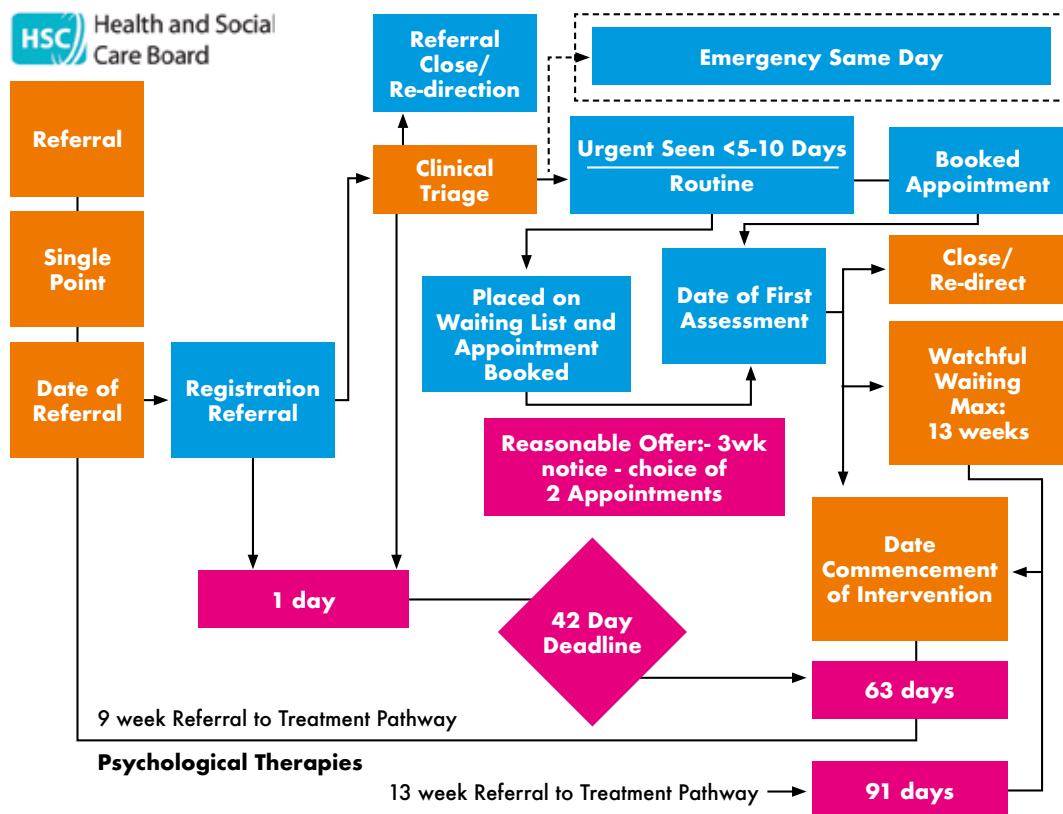 HSC
Health and Social
Care Board
Referral
Close/
Re-direction
Emergency Same Day
Referral
Clinical
Triage
Urgent Seen <5-10 Days
Routine
Booked
Appointment
Single
Point
Close/
Re-direct
Placed on
Waiting List and
Appointment
Booked
Date of First
Assessment
Date of
Referral
Registration
Referral
Watchful
Waiting
Max:
13 weeks
Reasonable Offer:- 3wk
notice - choice of
2 Appointments
Date
Commencement
of Intervention
1 day
42 Day
Deadline
63 days
9 week Referral to Treatment Pathway
Psychological Therapies
13 week Referral to Treatment Pathway
91 days